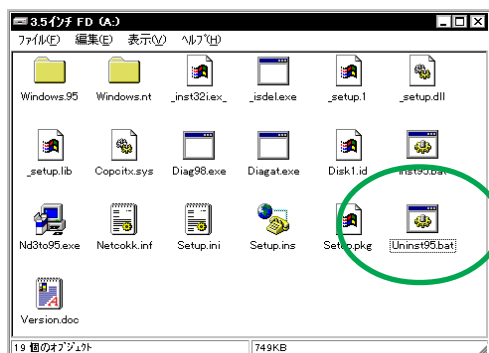 3.5インチ FD (A:)
ファイル(F) 編集(E) 表示(V) ヘルプ(H)
Windows.95 Windows.nt _inst32i.ex_ _isdel.exe _setup.1 _setup.dll
_setup.lib Copcitx.sys Diag98.exe Diagat.exe Disk1.id Inst95.bat
Nd3to95.exe Netcokk.inf Setup.ini Setup.ins Setup.pkg Uninst95.bat
Version.doc
19 個のオブジェクト 749KB